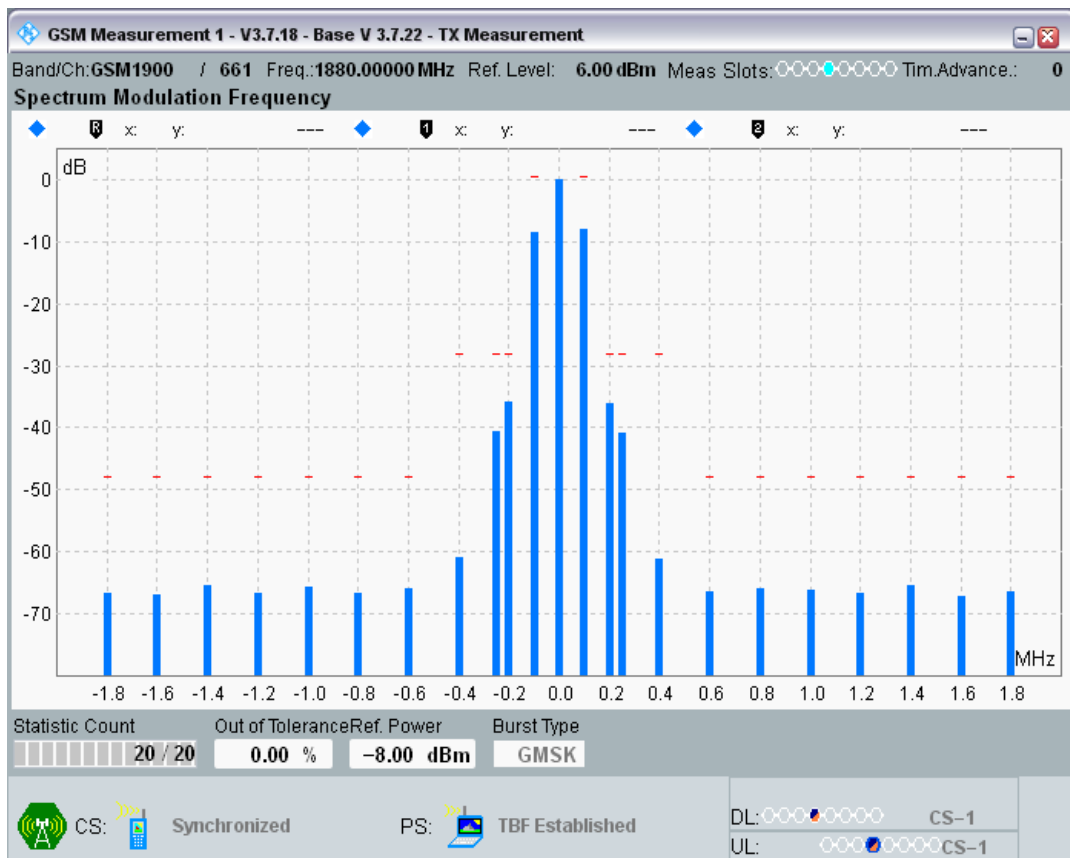 GSM Measurement 1 - V3.7.18 - Base V 3.7.22 - TX Measurement
Band/Ch:GSM1900 / 661 Freq.:1880.00000 MHz Ref. Level: 6.00 dBm Meas Slots: Tim.Advance.: 0
Spectrum Modulation Frequency
R x: y: --- 1 x: y: --- 2 x: y: ---
dB
0
-10
-20
-30
-40
-50
-60
-70
MHz
-1.8 -1.6 -1.4 -1.2 -1.0 -0.8 -0.6 -0.4 -0.2 0.0 0.2 0.4 0.6 0.8 1.0 1.2 1.4 1.6 1.8
Statistic Count Out of Tolerance Ref. Power Burst Type
20 / 20 0.00 % -8.00 dBm GMSK
CS: Synchronized PS: TBF Established DL: CS-1
UL: CS-1